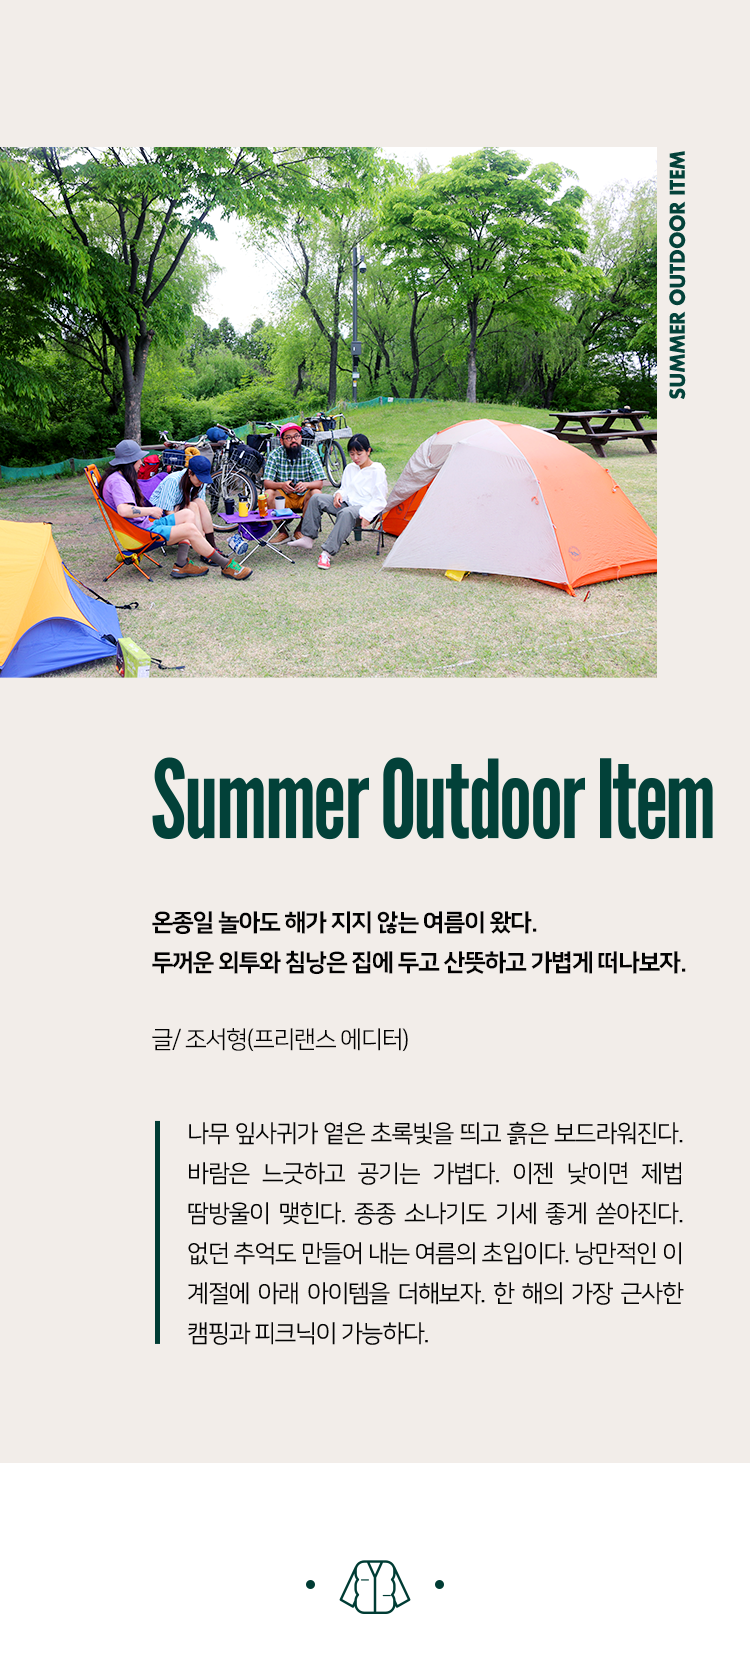 SUMMER OUTDOOR ITEM
Summer Outdoor Item
온종일 놀아도 해가 지지 않는 여름이 왔다.
두꺼운 외투와 침낭은 집에 두고 산뜻하고 가볍게 떠나보자.
글/ 조서형(프리랜스 에디터)
나무 잎사귀가 옅은 초록빛을 띄고 흙은 보드라워진다.
바람은 느긋하고 공기는 가볍다. 이젠 낮이면 제법
땀방울이 맺힌다. 종종 소나기도 기세 좋게 쏟아진다.
없던 추억도 만들어 내는 여름의 초입이다. 낭만적인 이
계절에 아래 아이템을 더해보자. 한 해의 가장 근사한
캠핑과 피크닉이 가능하다.